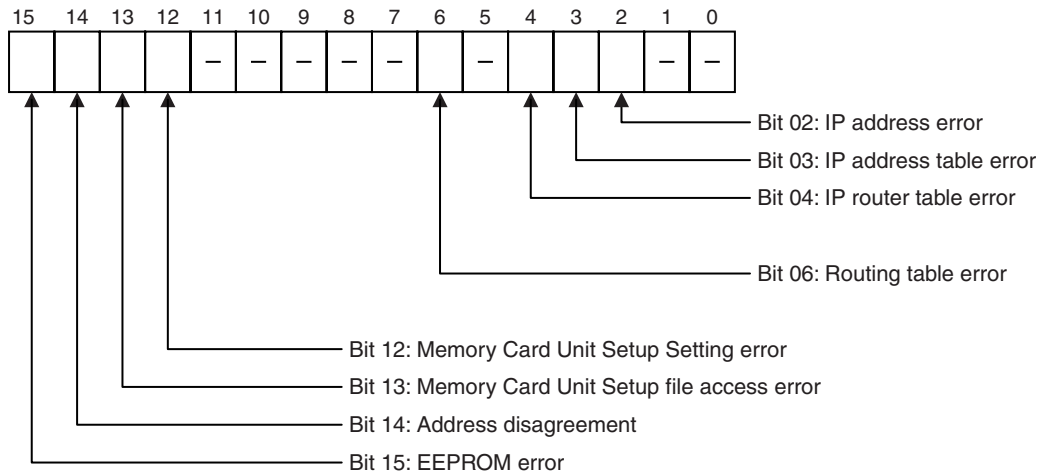 15 14 13 12 11 10 9 8 7 6 5 4 3 2 1 0
– – – – – – – –
Bit 02: IP address error
Bit 03: IP address table error
Bit 04: IP router table error
Bit 06: Routing table error
Bit 12: Memory Card Unit Setup Setting error
Bit 13: Memory Card Unit Setup file access error
Bit 14: Address disagreement
Bit 15: EEPROM error